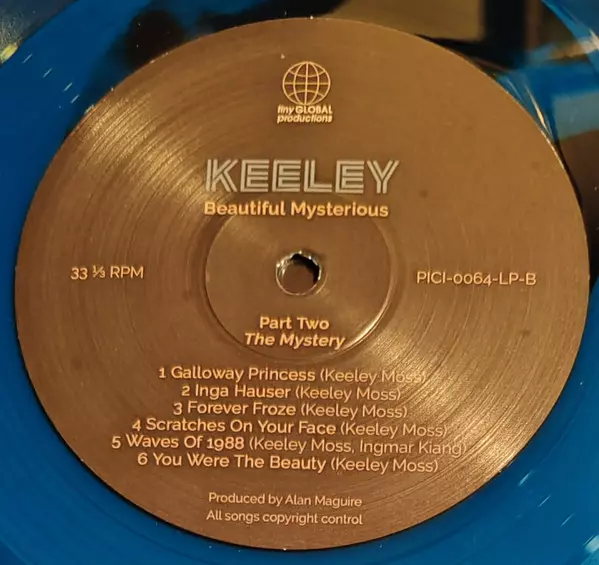 tiny GLOBAL
productions
KEELEY
Beautiful Mysterious
33 ⅓ RPM
PICI-0064-LP-B
Part Two
The Mystery
1 Galloway Princess (Keeley Moss)
2 Inga Hauser (Keeley Moss)
3 Forever Froze (Keeley Moss)
4 Scratches On Your Face (Keeley Moss)
5 Waves Of 1988 (Keeley Moss, Ingmar Kiang)
6 You Were The Beauty (Keeley Moss)
Produced by Alan Maguire
All songs copyright control